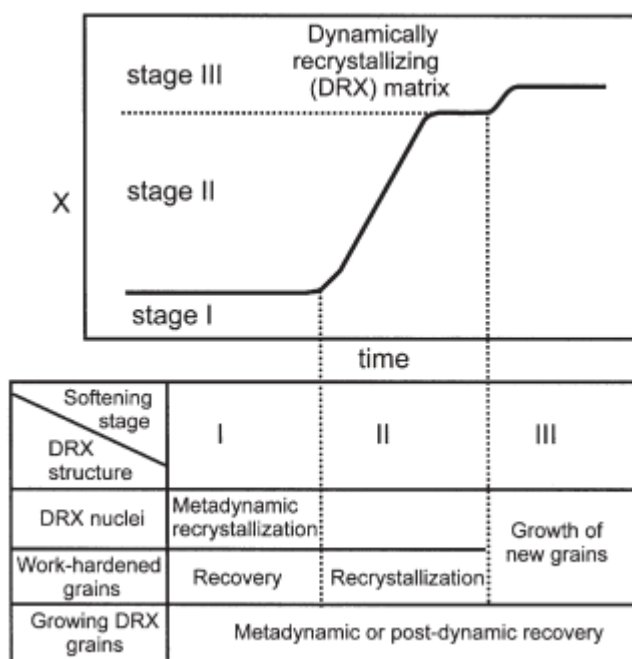 Dynamically
recrystallizing
(DRX) matrix
stage III
stage II
X
stage I
time
Softening
stage
DRX
structure
I
II
III
DRX nuclei
Metadynamic
recrystallization
Growth of
new grains
Work-hardened
grains
Recovery
Recrystallization
Growing DRX
grains
Metadynamic or post-dynamic recovery